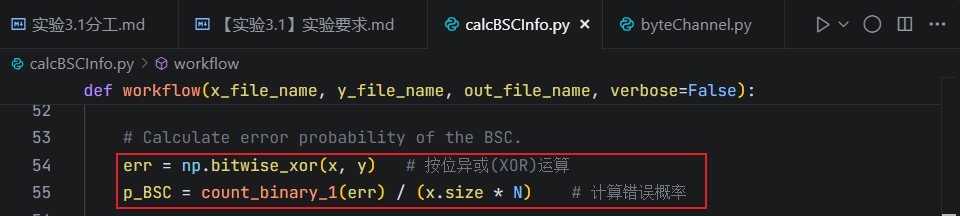 实验3.1分工.md
【实验3.1】实验要求.md
calcBSCInfo.py
byteChannel.py
calcBSCInfo.py > workflow
def workflow(x_file_name, y_file_name, out_file_name, verbose=False):
52
53 # Calculate error probability of the BSC.
54 err = np.bitwise_xor(x, y) # 按位异或(XOR)运算
55 p_BSC = count_binary_1(err) / (x.size * N) # 计算错误概率